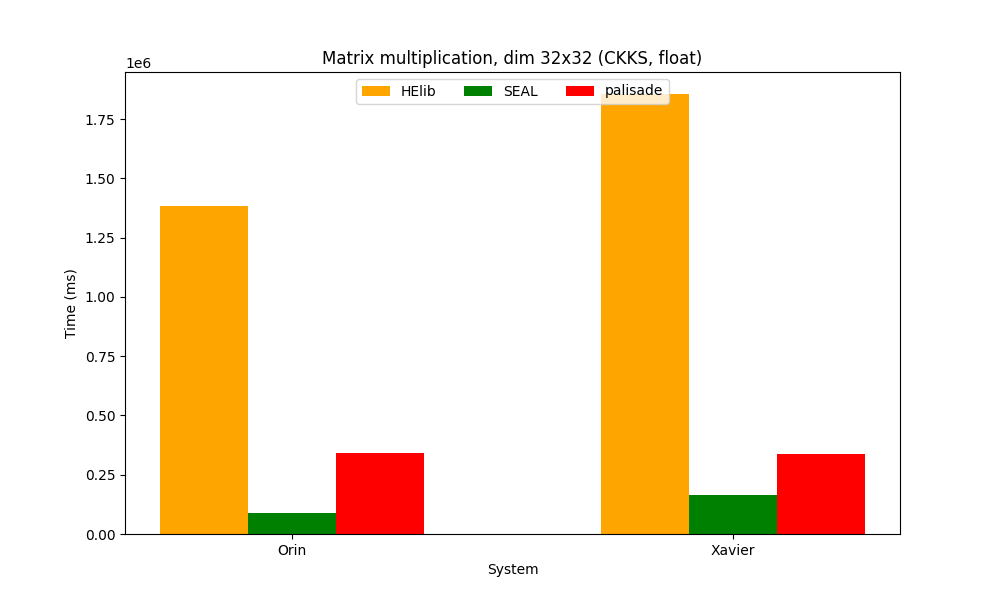 Matrix multiplication, dim 32x32 (CKKS, float)
1e6
HElib SEAL palisade
1.75
1.50
1.25
1.00
0.75
0.50
0.25
0.00
Time (ms)
Orin Xavier
System